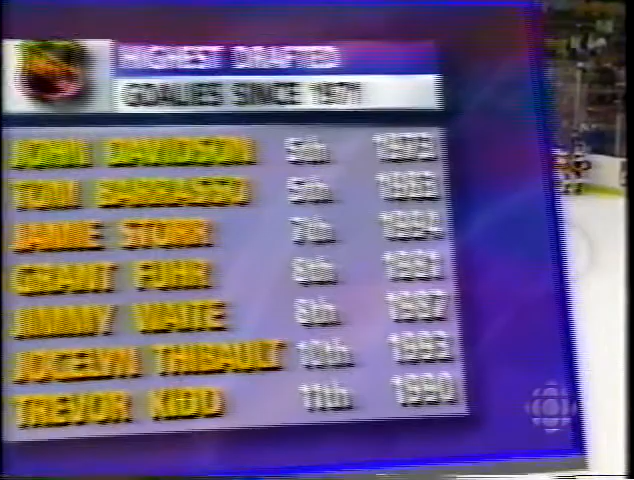 HIGHEST DRAFTED
GOALIES SINCE 1971
JOHN DAVIDSON 5th 1973
TOM BARRASSO 5th 1983
JAMIE STORR 7th 1994
GRANT FUHR 8th 1981
JIMMY WAITE 8th 1987
JOCELYN THIBAULT 10th 1993
TREVOR KIDD 11th 1990